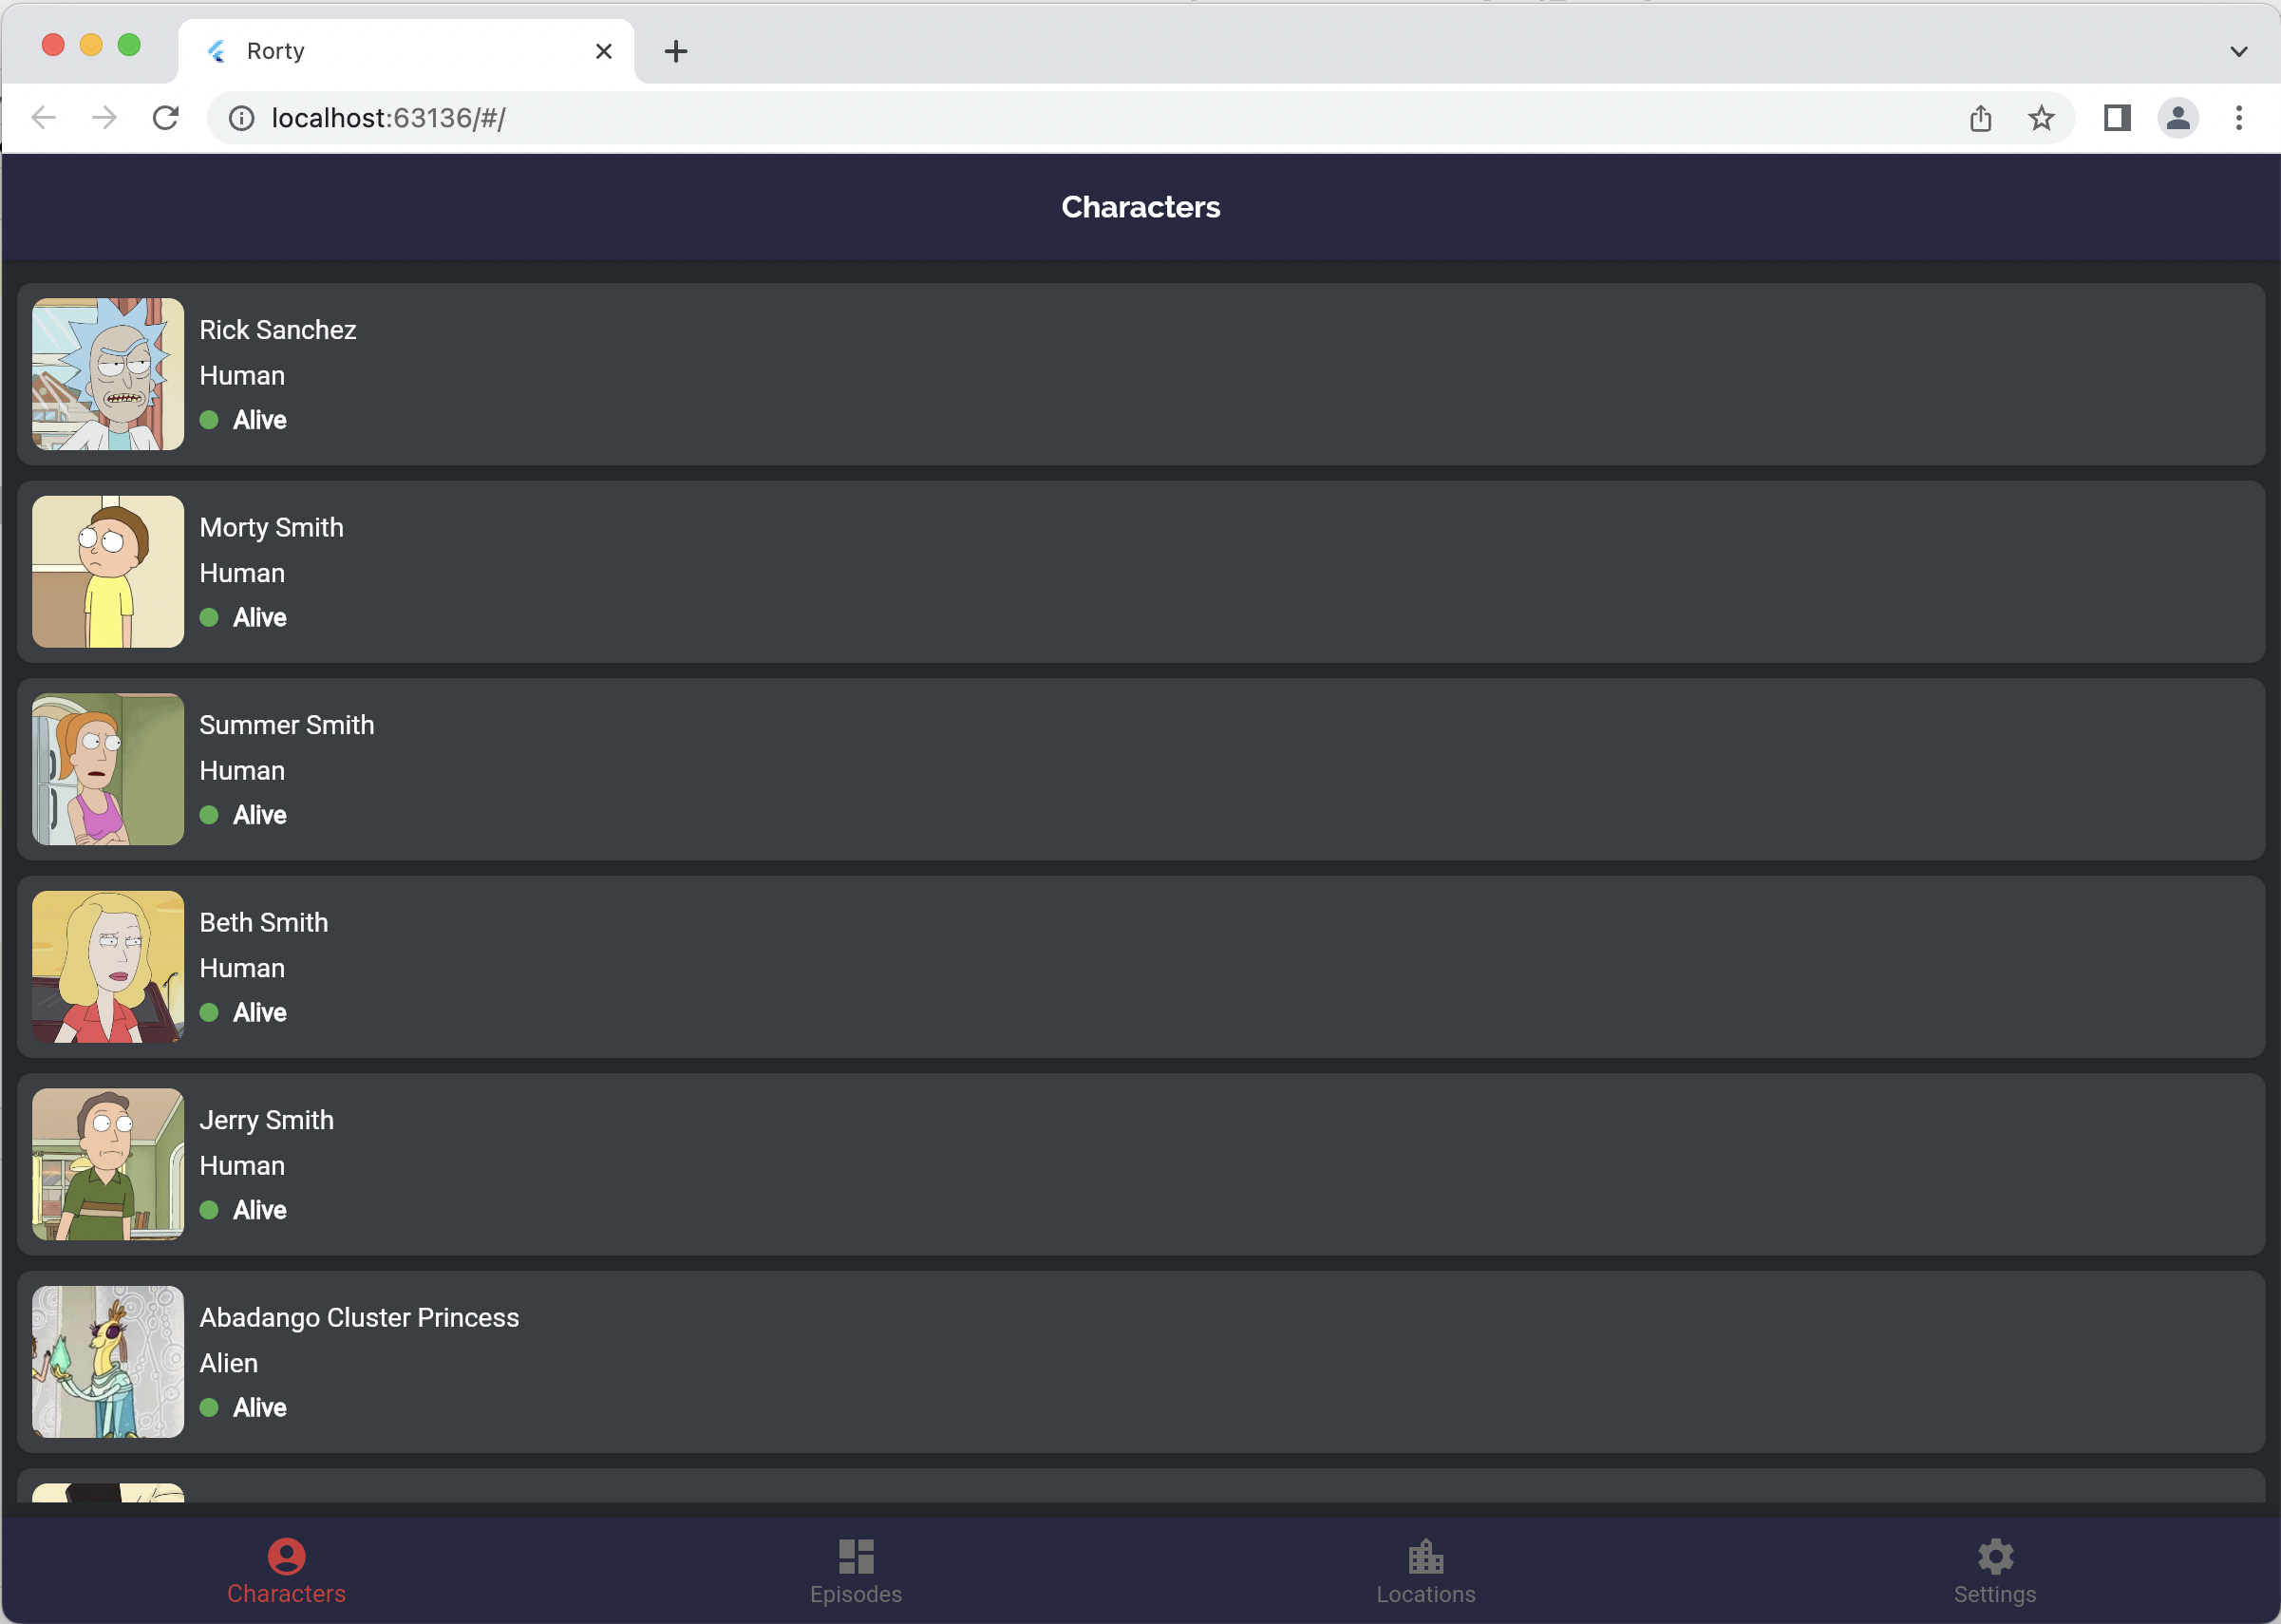 Rorty
localhost:63136/#/
Characters
Rick Sanchez
Human
Alive
Morty Smith
Human
Alive
Summer Smith
Human
Alive
Beth Smith
Human
Alive
Jerry Smith
Human
Alive
Abadango Cluster Princess
Alien
Alive
Characters
Episodes
Locations
Settings